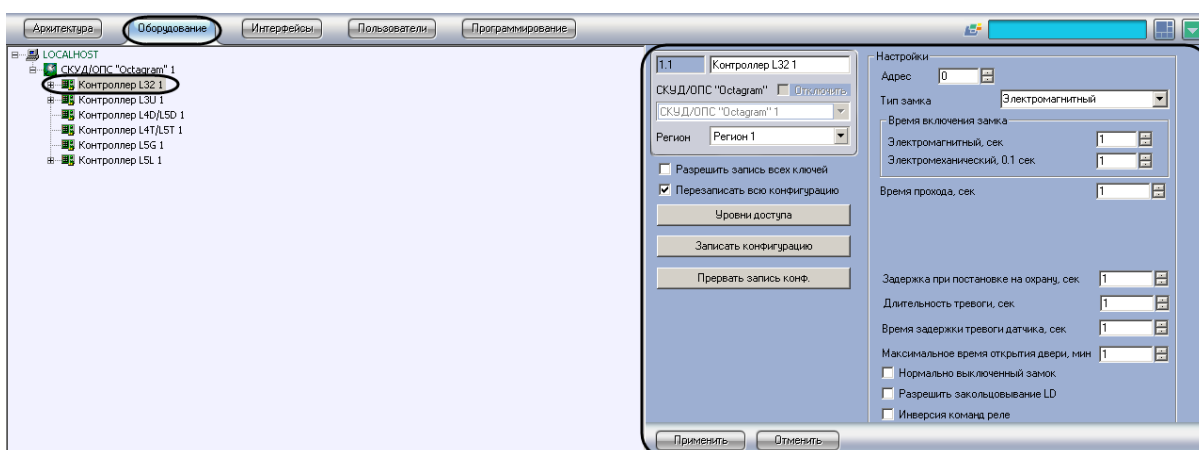 Архитектура Оборудование Интерфейсы Пользователи Программирование
LOCALHOST
СКУД/ОПС "Octagram" 1
Контроллер L32 1
Контроллер L3U 1
Контроллер L4D/L5D 1
Контроллер L4T/L5T 1
Контроллер L5G 1
Контроллер L5L 1
1.1 Контроллер L32 1
СКУД/ОПС "Octagram" Отключить
СКУД/ОПС "Octagram" 1
Регион Регион 1
Разрешить запись всех ключей
Перезаписать всю конфигурацию
Уровни доступа
Записать конфигурацию
Прервать запись конф.
Настройки
Адрес 0
Тип замка Электромагнитный
Время включения замка
Электромагнитный, сек 1
Электромеханический, 0.1 сек 1
Время прохода, сек 1
Задержка при постановке на охрану, сек 1
Длительность тревоги, сек 1
Время задержки тревоги датчика, сек 1
Максимальное время открытия двери, мин 1
Нормально выключенный замок
Разрешить закольцовывание LD
Инверсия команд реле
Применить Отменить